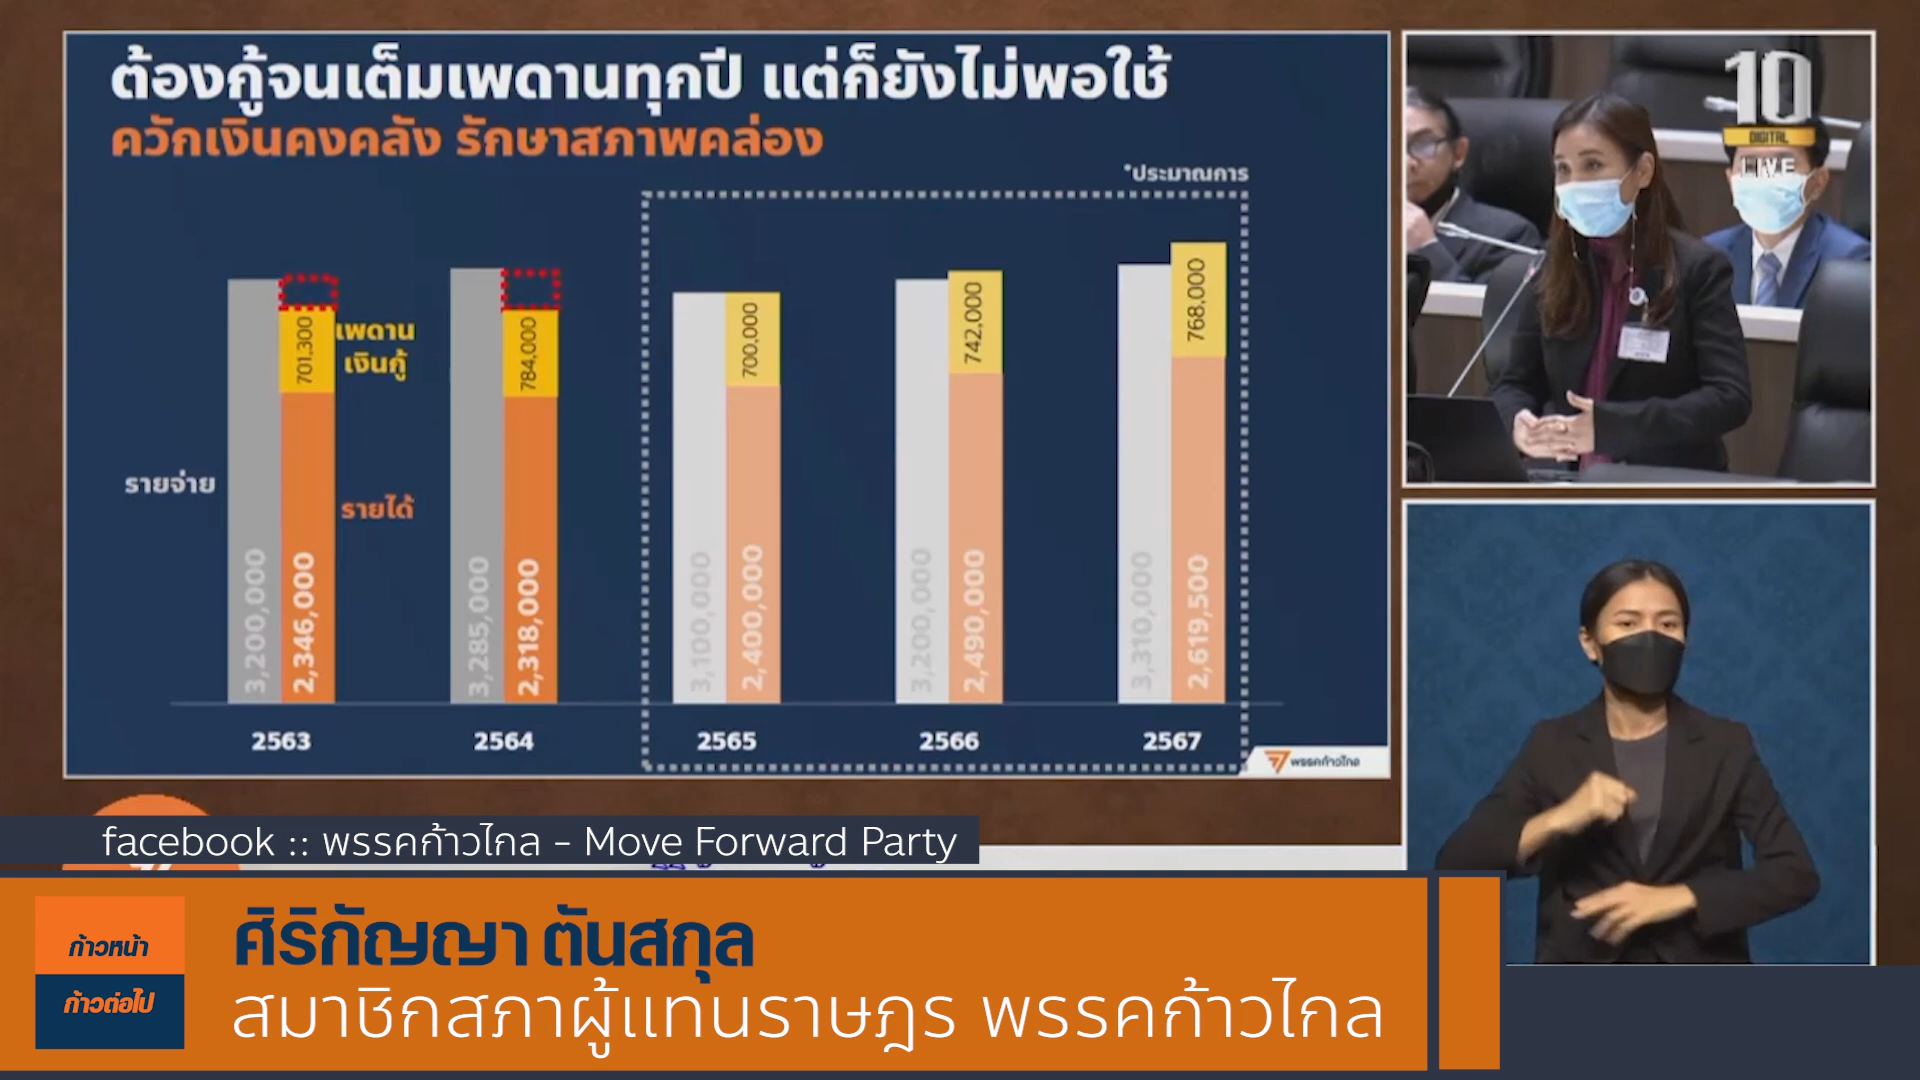 ต้องกู้จนเต็มเพดานทุกปี แต่ก็ยังไม่พอใช้
ควักเงินคงคลัง รักษาสภาพคล่อง
*ประมาณการ
701,300
เพดาน
เงินกู้
784,000
700,000
742,000
768,000
รายจ่าย
รายได้
3,200,000
2,346,000
3,285,000
2,318,000
3,100,000
2,400,000
3,200,000
2,490,000
3,310,000
2,619,500
2563
2564
2565
2566
2567
พรรคก้าวไกล
10
DIGITAL
LIVE
facebook :: พรรคก้าวไกล - Move Forward Party
ก้าวหน้า
ก้าวต่อไป
ศิริกัญญา ตันสกุล
สมาชิกสภาผู้แทนราษฎร พรรคก้าวไกล